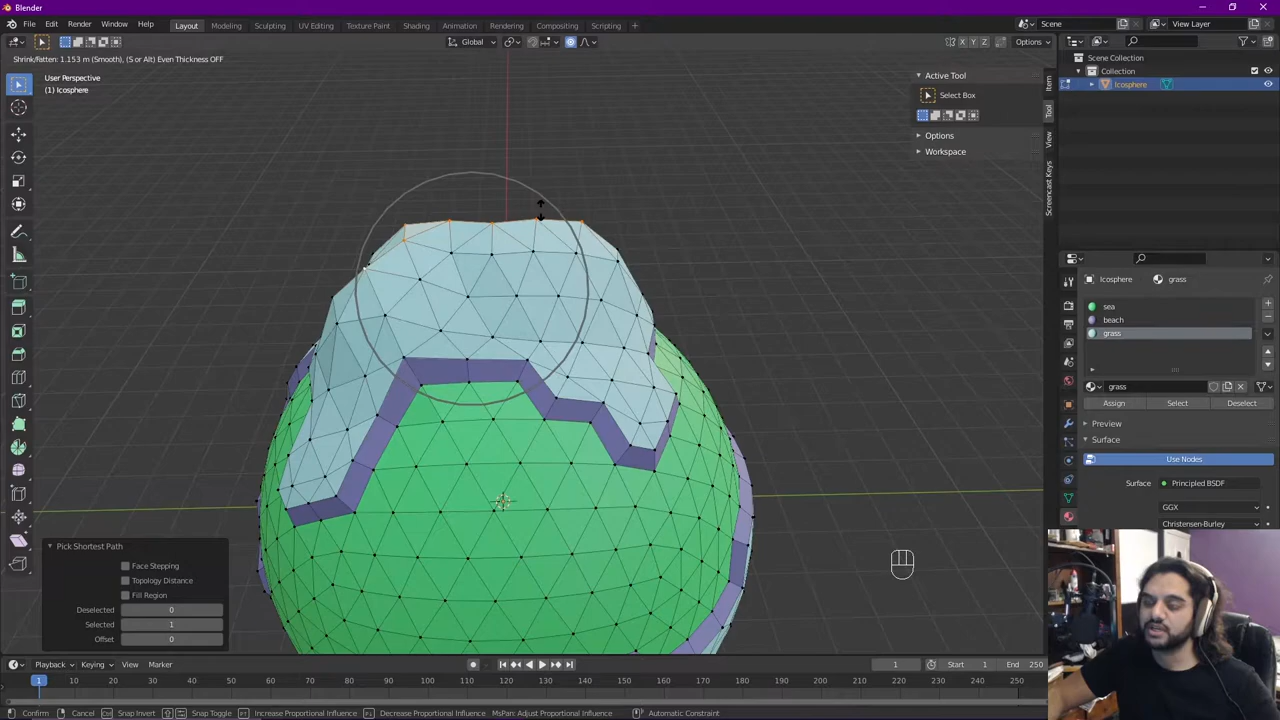 Blender
File Edit Render Window Help
Layout Modeling Sculpting UV Editing Texture Paint Shading Animation Rendering Compositing Scripting
Scene
View Layer
Global
X Y Z
Options
Shrink/Fatten: 1.153 m (Smooth), (S or Alt) Even Thickness OFF
User Perspective
(1) Icosphere
Active Tool
Select Box
Options
Workspace
Item
Tool
View
Screencast Keys
Scene Collection
Collection
Icosphere
Icosphere
grass
sea
beach
grass
grass
Assign
Select
Deselect
Preview
Surface
Use Nodes
Surface
Principled BSDF
GGX
Christensen-Burley
Pick Shortest Path
Face Stepping
Topology Distance
Fill Region
Deselected 0
Selected 1
Offset 0
Playback Keying View Marker
1
Start 1
End 250
1 10 20 30 40 50 60 70 80 90 100 110 120 130 140 150 160 170 180 190 200 210 220 230 240 250
Confirm Cancel Snap Invert Snap Toggle Increase Proportional Influence Decrease Proportional Influence MsPan: Adjust Proportional Influence Automatic Constraint